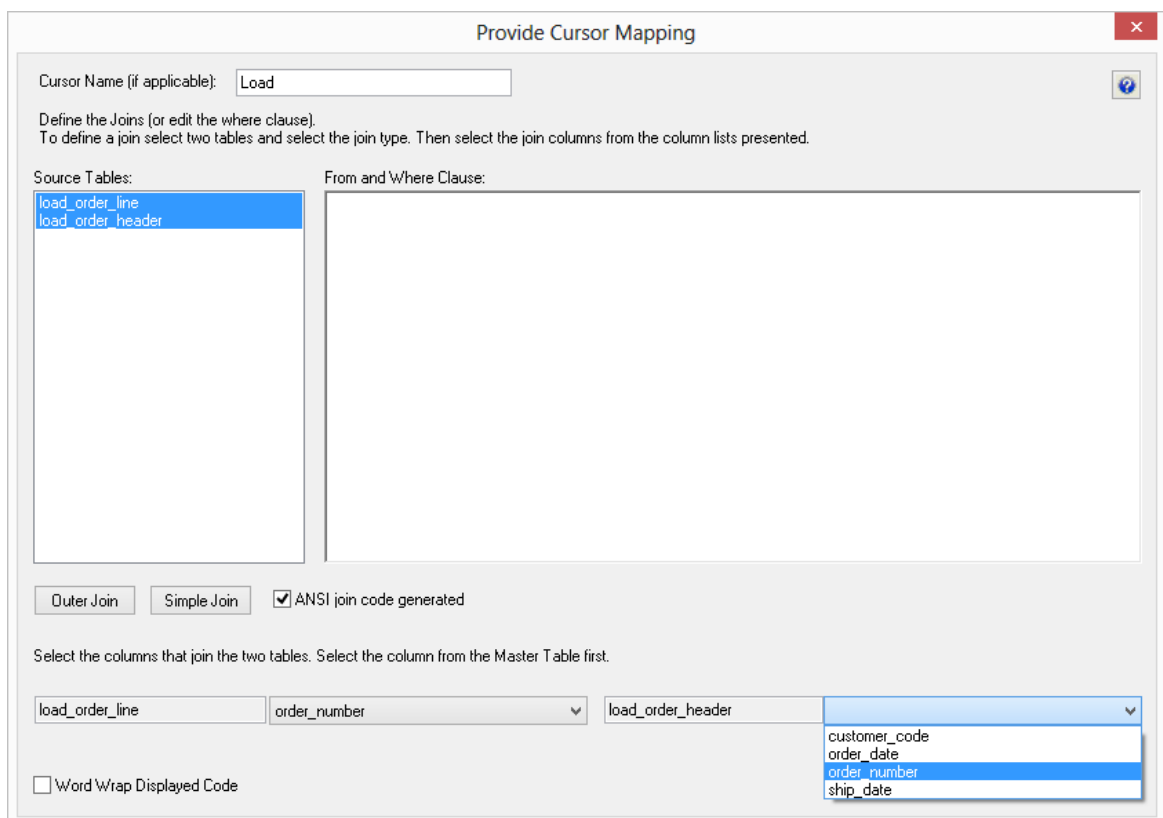 Provide Cursor Mapping
Cursor Name (if applicable):
Load
Define the Joins (or edit the where clause).
To define a join select two tables and select the join type. Then select the join columns from the column lists presented.
Source Tables:
From and Where Clause:
load_order_line
load_order_header
Outer Join
Simple Join
ANSI join code generated
Select the columns that join the two tables. Select the column from the Master Table first.
load_order_line
order_number
load_order_header
customer_code
order_date
order_number
ship_date
Word Wrap Displayed Code